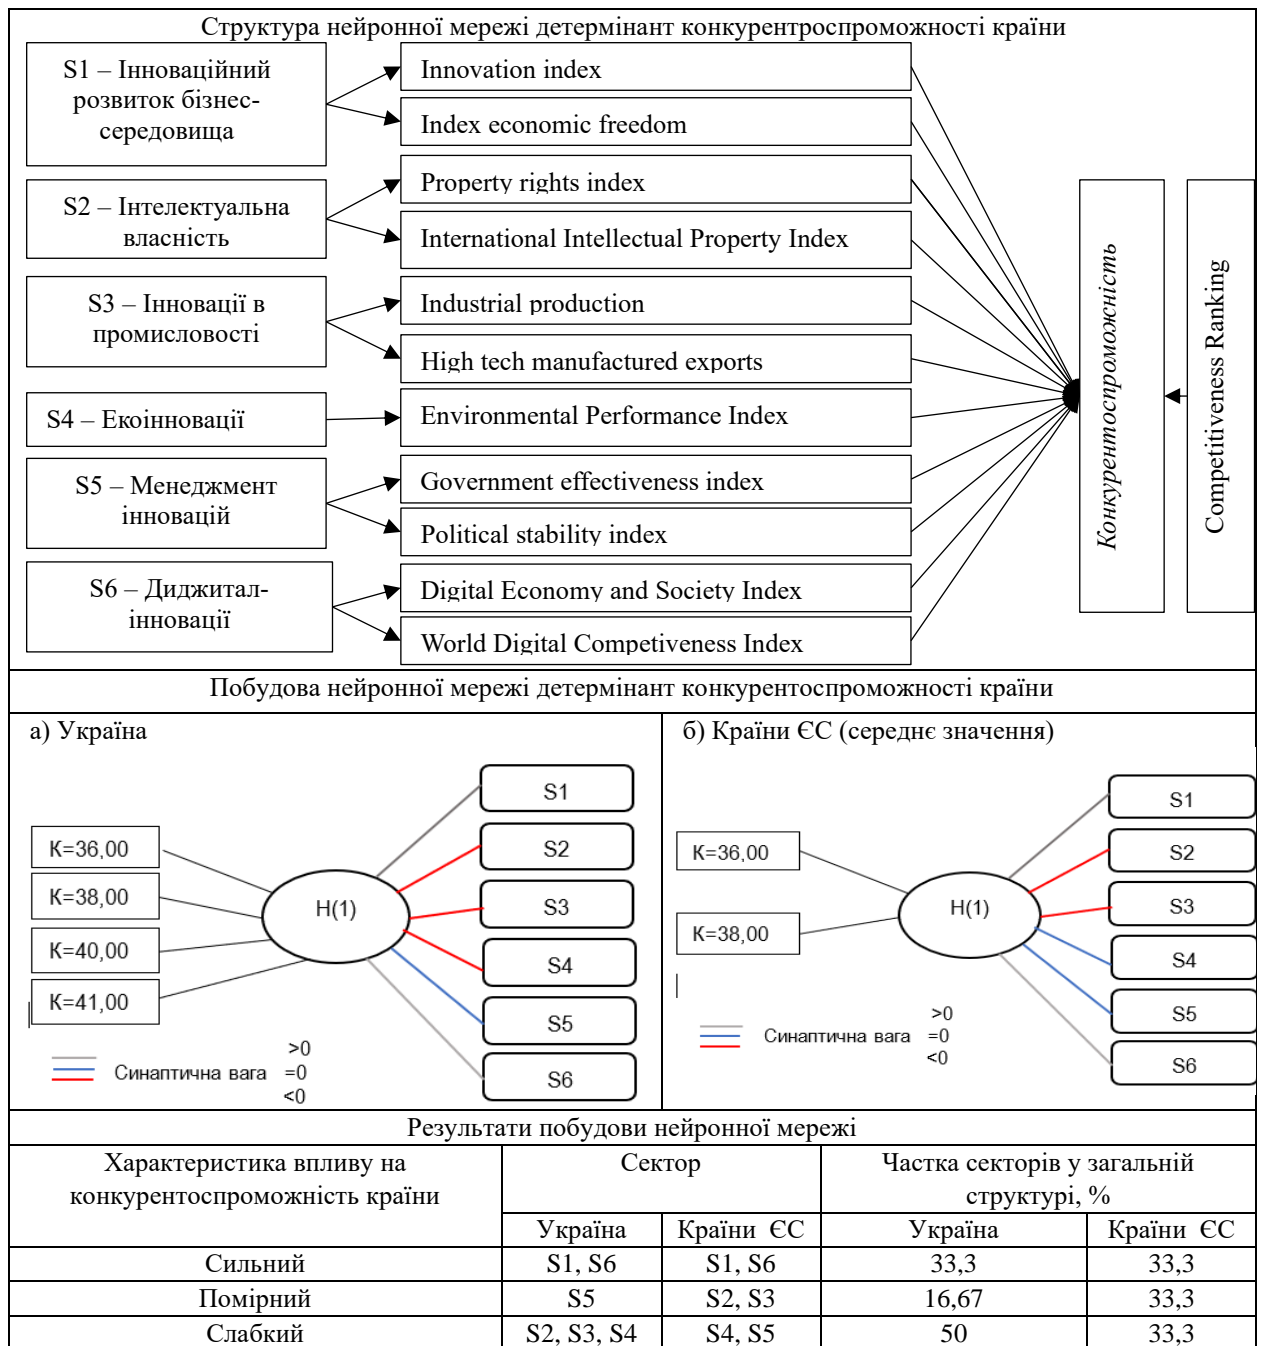 Структура нейронної мережі детермінант конкурентроспроможності країни
S1 – Інноваційний
розвиток бізнес-
середовища
Innovation index
Index economic freedom
S2 – Інтелектуальна
власність
Property rights index
International Intellectual Property Index
S3 – Інновації в
промисловості
Industrial production
High tech manufactured exports
S4 – Екоінновації
Environmental Performance Index
S5 – Менеджмент
інновацій
Government effectiveness index
Political stability index
S6 – Диджитал-
інновації
Digital Economy and Society Index
World Digital Competiveness Index
Конкурентоспроможність
Competitiveness Ranking
Побудова нейронної мережі детермінант конкурентоспроможності країни
а) Україна
K=36,00
K=38,00
K=40,00
K=41,00
H(1)
S1
S2
S3
S4
S5
S6
Синаптична вага
>0
=0
<0
б) Країни ЄС (середнє значення)
K=36,00
K=38,00
H(1)
S1
S2
S3
S4
S5
S6
Синаптична вага
>0
=0
<0
Результати побудови нейронної мережі
Характеристика впливу на
конкурентоспроможність країни
Сектор
Частка секторів у загальній
структурі, %
Україна Країни ЄС Україна Країни ЄС
Сильний S1, S6 S1, S6 33,3 33,3
Помірний S5 S2, S3 16,67 33,3
Слабкий S2, S3, S4 S4, S5 50 33,3